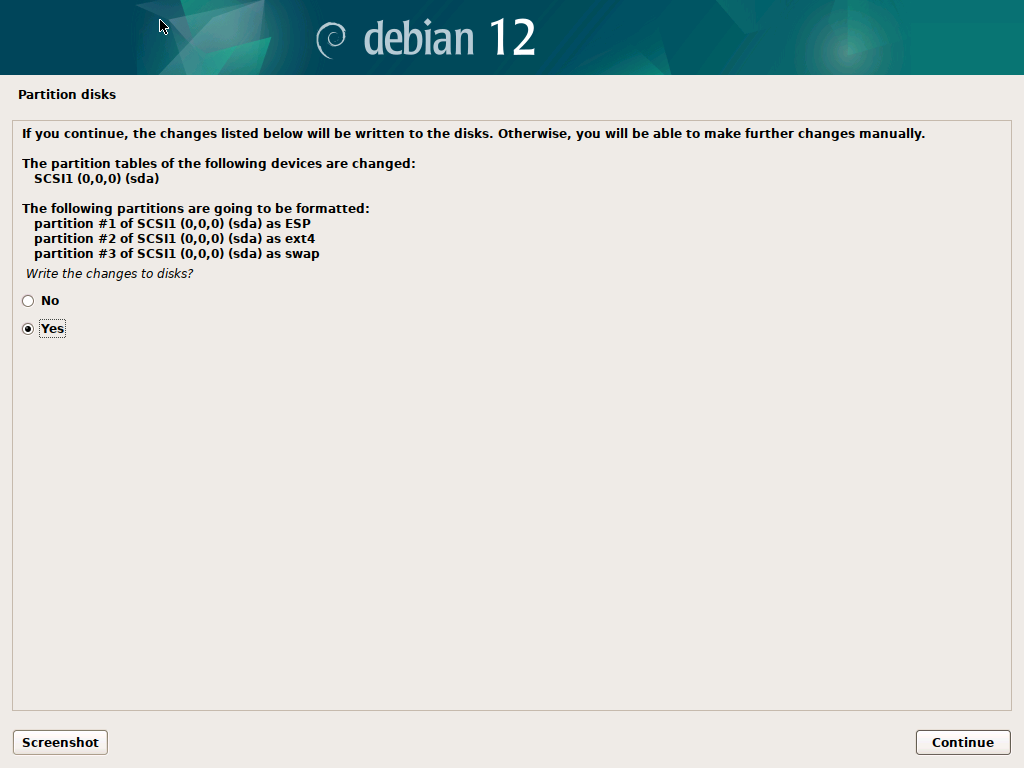 debian 12
Partition disks
If you continue, the changes listed below will be written to the disks. Otherwise, you will be able to make further changes manually.
The partition tables of the following devices are changed:
SCSI1 (0,0,0) (sda)
The following partitions are going to be formatted:
partition #1 of SCSI1 (0,0,0) (sda) as ESP
partition #2 of SCSI1 (0,0,0) (sda) as ext4
partition #3 of SCSI1 (0,0,0) (sda) as swap
Write the changes to disks?
No
Yes
Screenshot
Continue